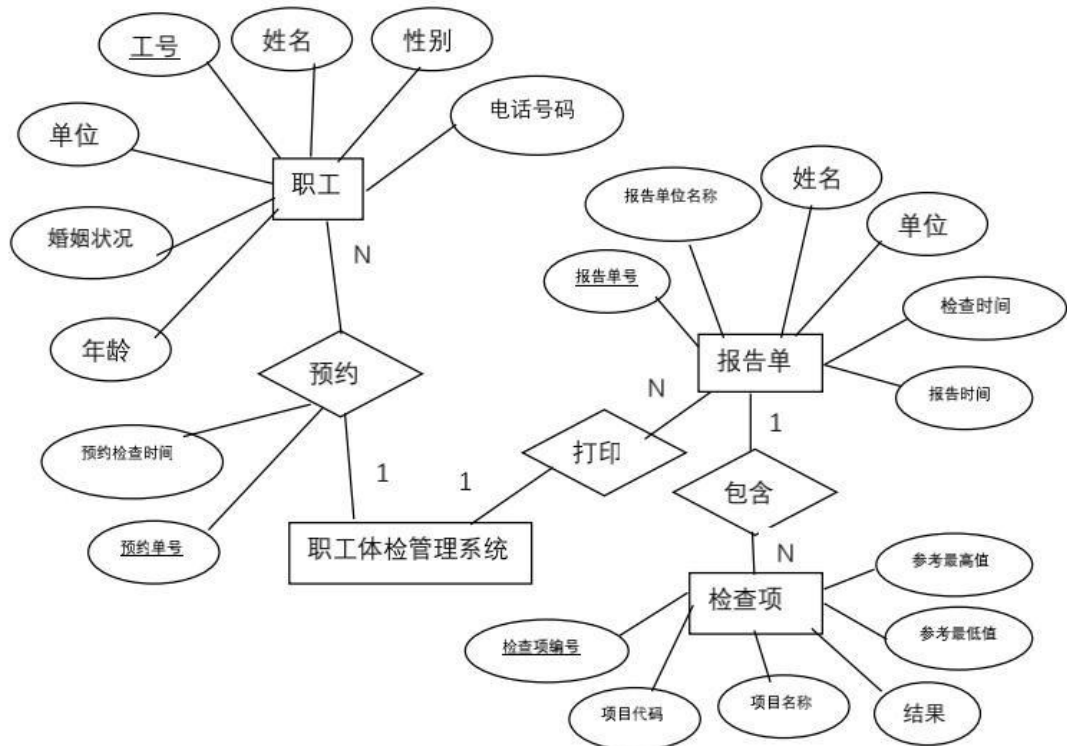 工号
姓名
性别
电话号码
单位
职工
婚姻状况
年龄
N
预约
预约检查时间
预约单号
1
1
职工体检管理系统
打印
N
报告单位名称
姓名
单位
报告单号
检查时间
报告单
报告时间
1
包含
N
检查项
参考最高值
参考最低值
检查项编号
项目代码
项目名称
结果